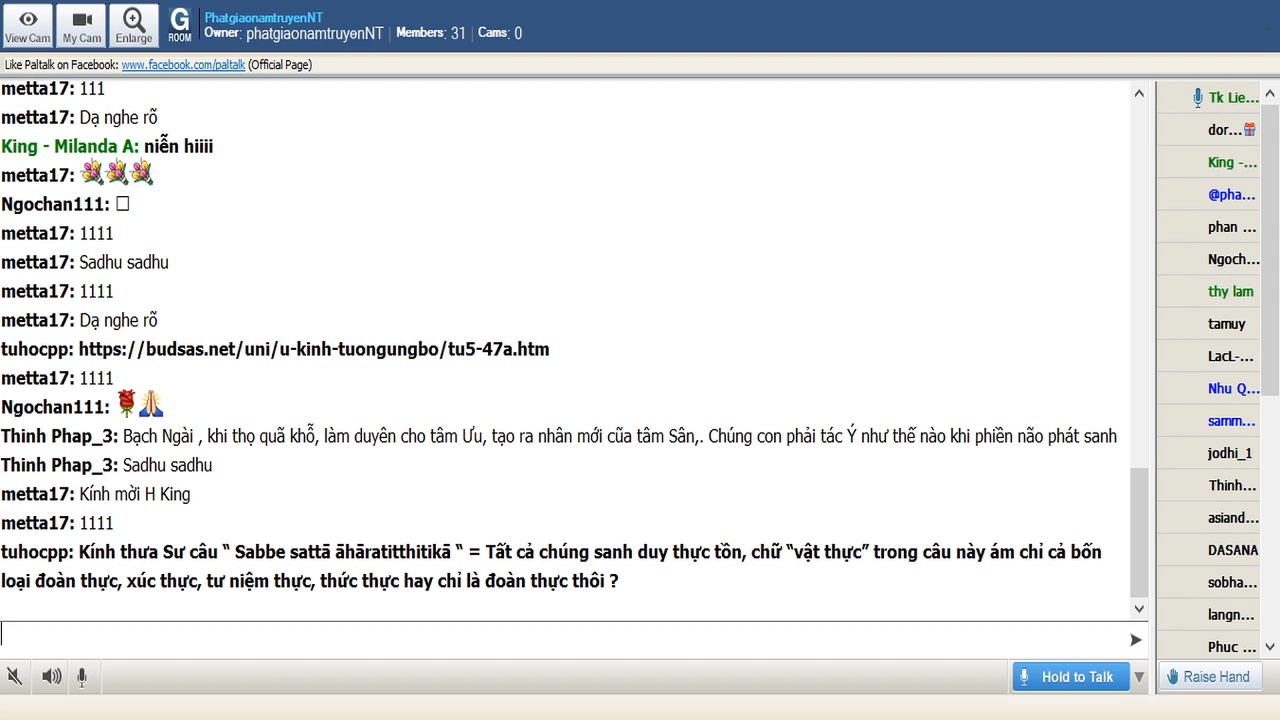 View Cam
My Cam
Enlarge
G
ROOM
PhatgiaonamtruyenNT
Owner: phatgiaonamtruyenNT | Members: 31 | Cams: 0
Like Paltalk on Facebook: www.facebook.com/paltalk (Official Page)
metta17: 111
metta17: Dạ nghe rõ
King - Milanda A: niễn hiiii
metta17:
Ngochan111: □
metta17: 1111
metta17: Sadhu sadhu
metta17: 1111
metta17: Dạ nghe rõ
tuhocpp: https://budsas.net/uni/u-kinh-tuongungbo/tu5-47a.htm
metta17: 1111
Ngochan111:
Thinh Phap_3: Bạch Ngài , khi thọ quã khỗ, làm duyên cho tâm Ưu, tạo ra nhân mới cũa tâm Sân,. Chúng con phải tác Ý như thế nào khi phiền não phát sanh
Thinh Phap_3: Sadhu sadhu
metta17: Kính mời H King
metta17: 1111
tuhocpp: Kính thưa Sư câu “ Sabbe sattā āhāratitthitikā “ = Tất cả chúng sanh duy thực tồn, chữ “vật thực” trong câu này ám chỉ cả bốn
loại đoàn thực, xúc thực, tư niệm thực, thức thực hay chỉ là đoàn thực thôi ?
Tk Lie...
dor...
King -...
@pha...
phan ...
Ngoch...
thy lam
tamuy
LacL-...
Nhu Q...
samm...
jodhi_1
Thinh...
asiand...
DASANA
sobha...
langn...
Phuc ...
Hold to Talk
Raise Hand